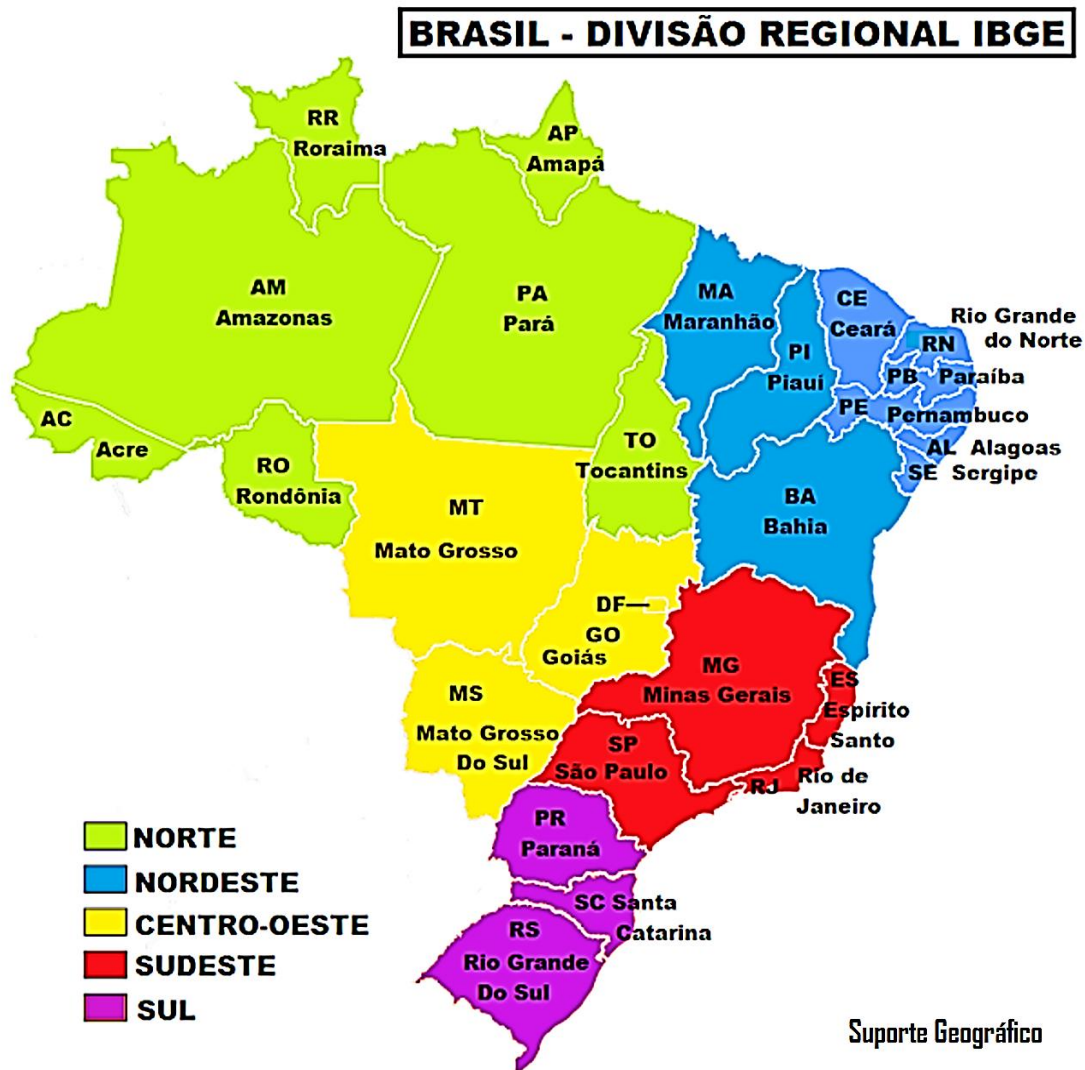 BRASIL - DIVISÃO REGIONAL IBGE
RR
Roraima
AP
Amapá
AM
Amazonas
PA
Pará
MA
Maranhão
CE
Ceará
Rio Grande
do Norte
RN
PI
Piauí
PB Paraíba
PE Pernambuco
AL Alagoas
SE Sergipe
AC
Acre
RO
Rondônia
TO
Tocantins
MT
Mato Grosso
BA
Bahia
DF
GO
Goiás
MS
Mato Grosso
Do Sul
MG
Minas Gerais
ES
Espírito
Santo
SP
São Paulo
RJ
Rio de
Janeiro
PR
Paraná
SC Santa
Catarina
RS
Rio Grande
Do Sul
NORTE
NORDESTE
CENTRO-OESTE
SUDESTE
SUL
Suporte Geográfico